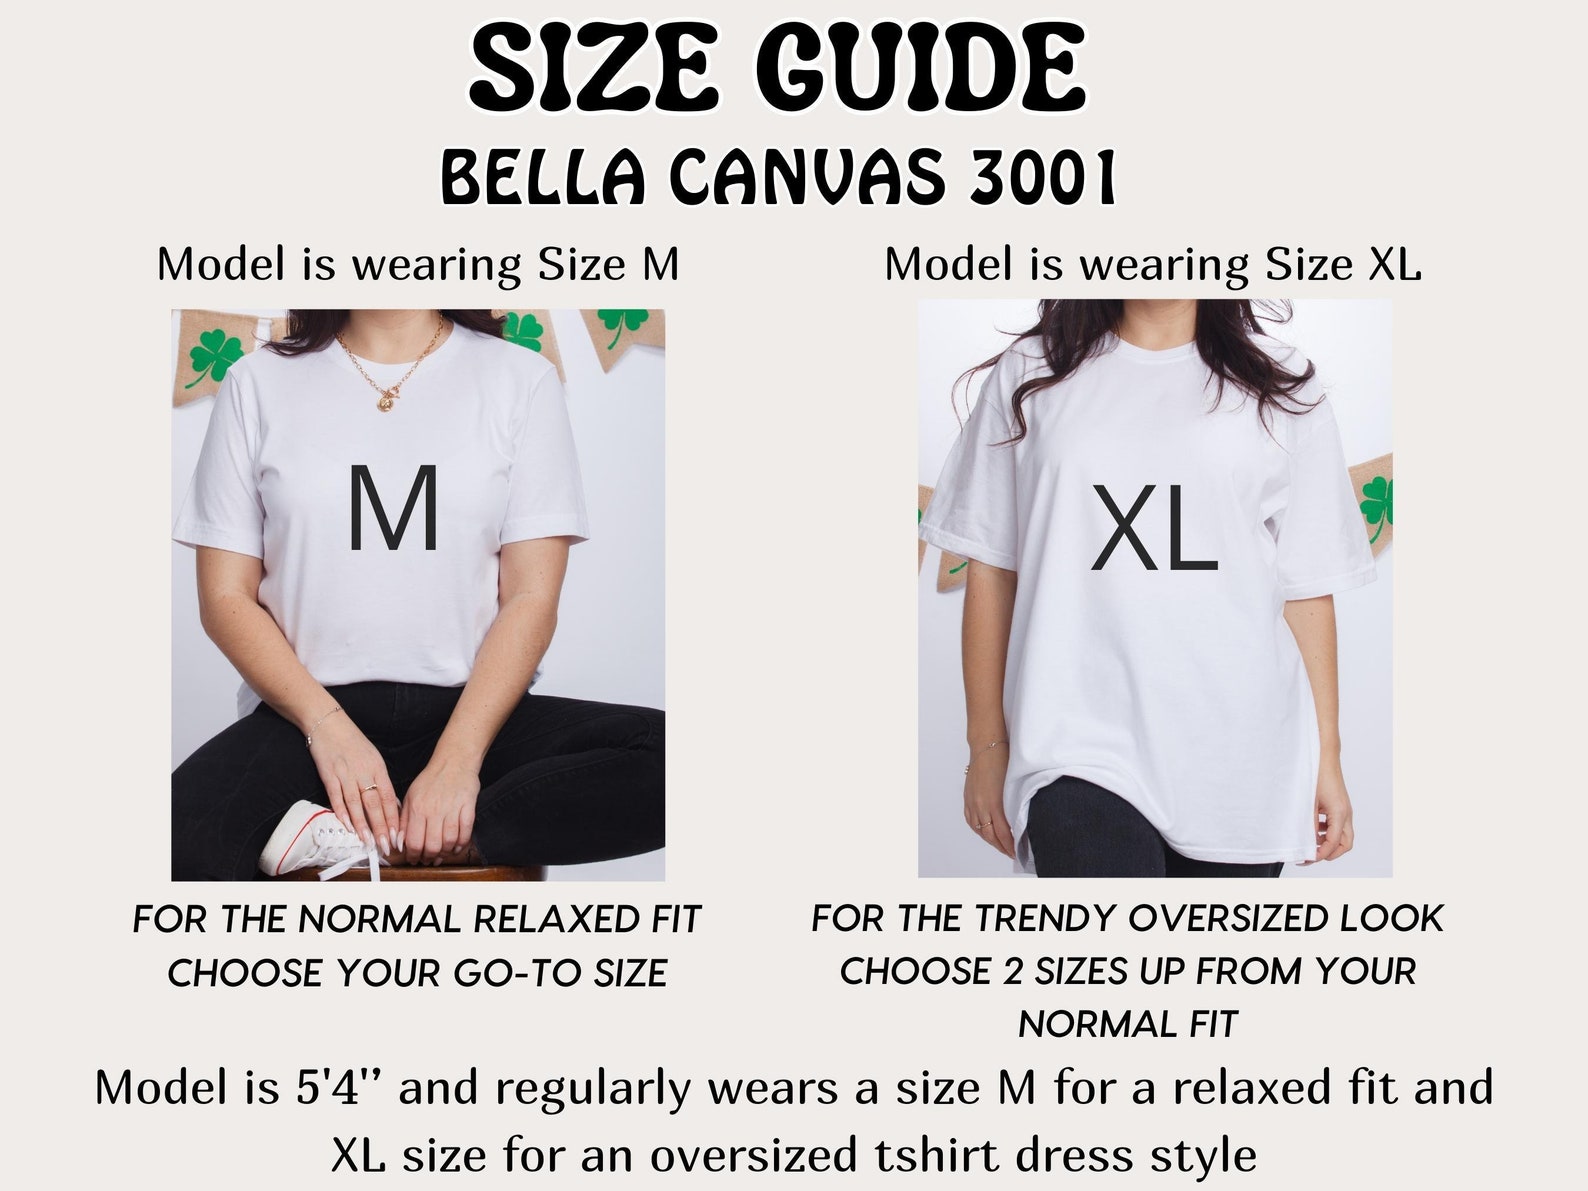 SIZE GUIDE
BELLA CANVAS 3001
Model is wearing Size M
Model is wearing Size XL
M
XL
FOR THE NORMAL RELAXED FIT
CHOOSE YOUR GO-TO SIZE
FOR THE TRENDY OVERSIZED LOOK
CHOOSE 2 SIZES UP FROM YOUR
NORMAL FIT
Model is 5'4'' and regularly wears a size M for a relaxed fit and
XL size for an oversized tshirt dress style